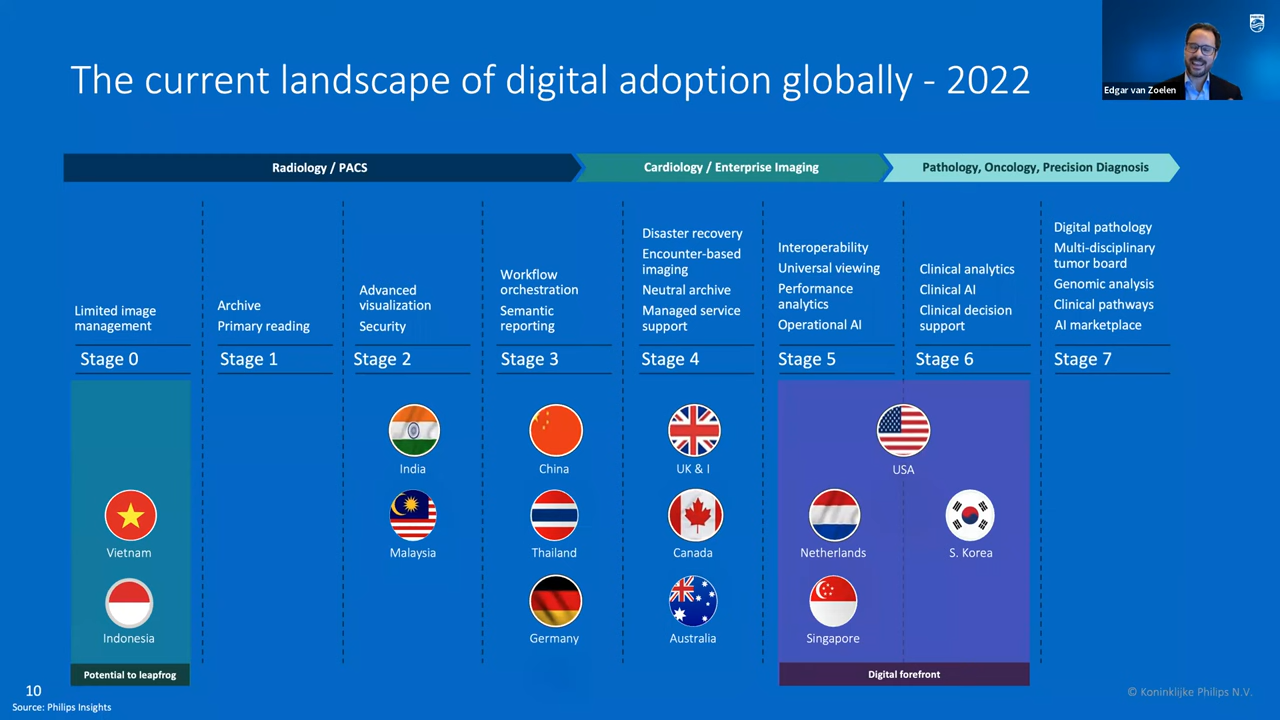 The current landscape of digital adoption globally - 2022
Edgar van Zoelen
Radiology / PACS
Cardiology / Enterprise Imaging
Pathology, Oncology, Precision Diagnosis
Limited image
management
Stage 0
Archive
Primary reading
Stage 1
Advanced
visualization
Security
Stage 2
Workflow
orchestration
Semantic
reporting
Stage 3
Disaster recovery
Encounter-based
imaging
Neutral archive
Managed service
support
Stage 4
Interoperability
Universal viewing
Performance
analytics
Operational AI
Stage 5
Clinical analytics
Clinical AI
Clinical decision
support
Stage 6
Digital pathology
Multi-disciplinary
tumor board
Genomic analysis
Clinical pathways
AI marketplace
Stage 7
India
China
UK & I
USA
Vietnam
Malaysia
Thailand
Canada
Netherlands
S. Korea
Indonesia
Germany
Australia
Singapore
Potential to leapfrog
Digital forefront
10
Source: Philips Insights
© Koninklijke Philips N.V.